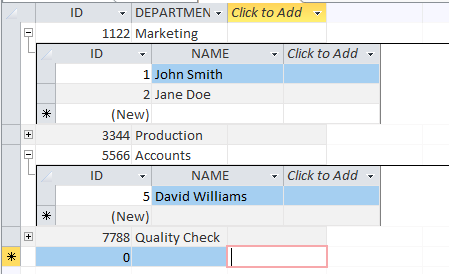 ID DEPARTMEN Click to Add
1122 Marketing
ID NAME Click to Add
1 John Smith
2 Jane Doe
* (New)
3344 Production
5566 Accounts
ID NAME Click to Add
5 David Williams
* (New)
7788 Quality Check
* 0